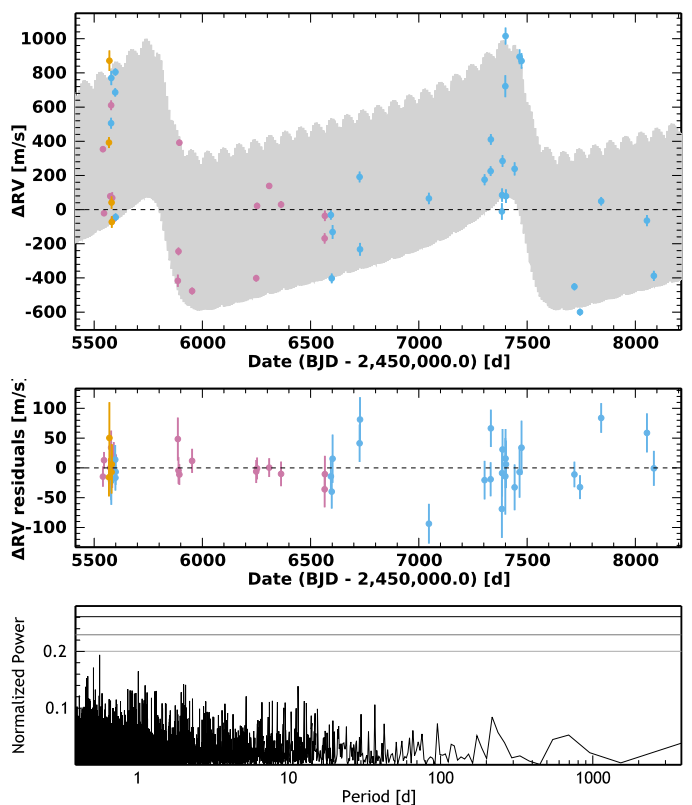 1000
800
600
400
200
0
-200
-400
-600
ΔRV [m/s]
5500 6000 6500 7000 7500 8000
Date (BJD - 2,450,000.0) [d]
100
50
0
-50
-100
ΔRV residuals [m/s]
5500 6000 6500 7000 7500 8000
Date (BJD - 2,450,000.0) [d]
0.2
0.1
Normalized Power
1 10 100 1000
Period [d]